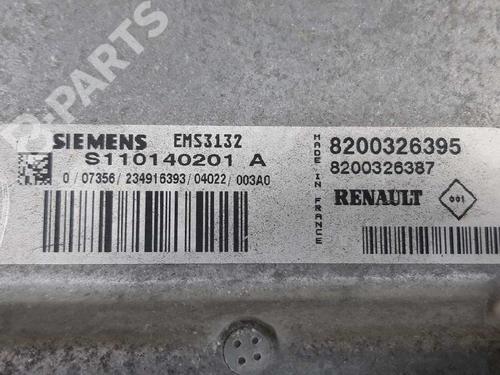 B-PARTS
SIEMENS EMS3132
S110140201 A
0 / 07356 / 234916393 / 04022 / 003A0
MADE IN FRANCE
8200326395
8200326387
RENAULT
001